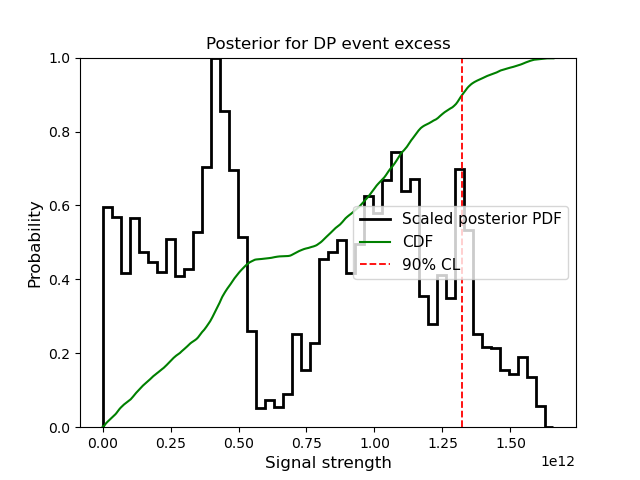 Posterior for DP event excess
1.0
0.8
0.6
0.4
0.2
0.0
Probability
Scaled posterior PDF
CDF
90% CL
0.00 0.25 0.50 0.75 1.00 1.25 1.50
1e12
Signal strength